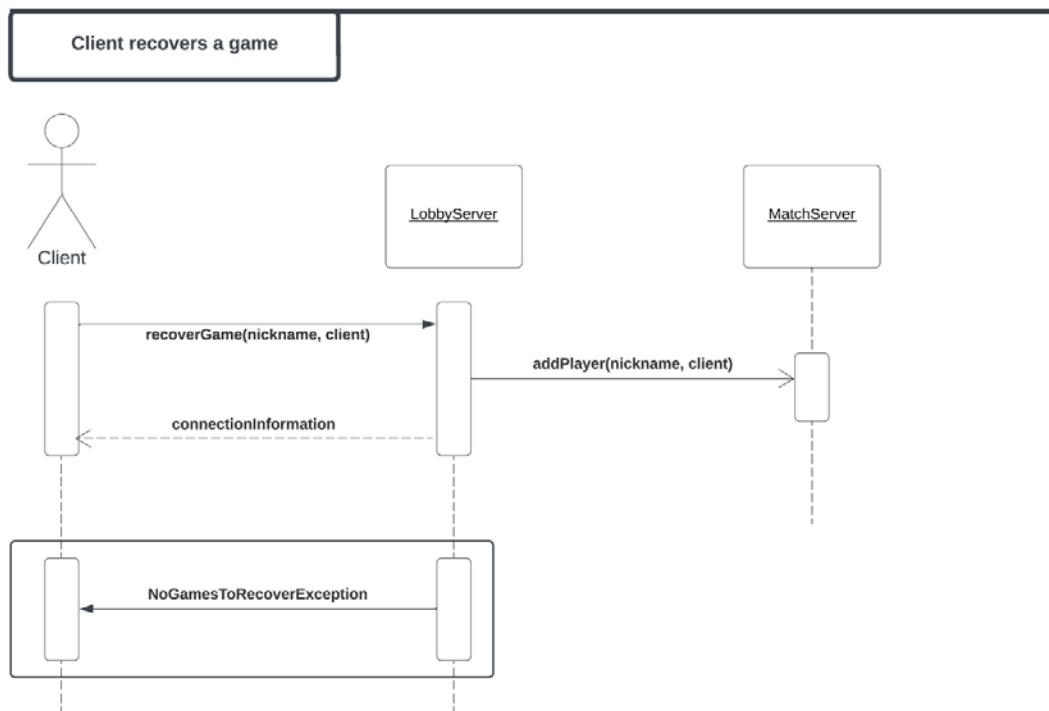 Client recovers a game
LobbyServer
MatchServer
Client
recoverGame(nickname, client)
addPlayer(nickname, client)
connectionInformation
NoGamesToRecoverException